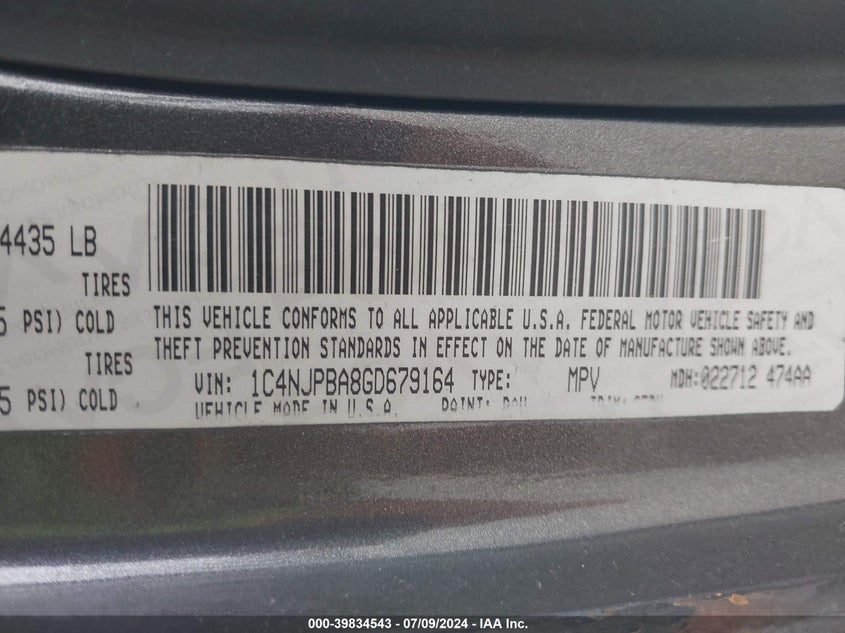 4435 LB
TIRES
5 PSI) COLD
TIRES
5 PSI) COLD
THIS VEHICLE CONFORMS TO ALL APPLICABLE U.S.A. FEDERAL MOTOR VEHICLE SAFETY AND
THEFT PREVENTION STANDARDS IN EFFECT ON THE DATE OF MANUFACTURE SHOWN ABOVE.
VIN: 1C4NJPBA8GD679164 TYPE: MPV MDH:022712 474AA
VEHICLE MADE IN U.S.A. PAINT: TRIM:
000-39834543 - 07/09/2024 - IAA Inc.